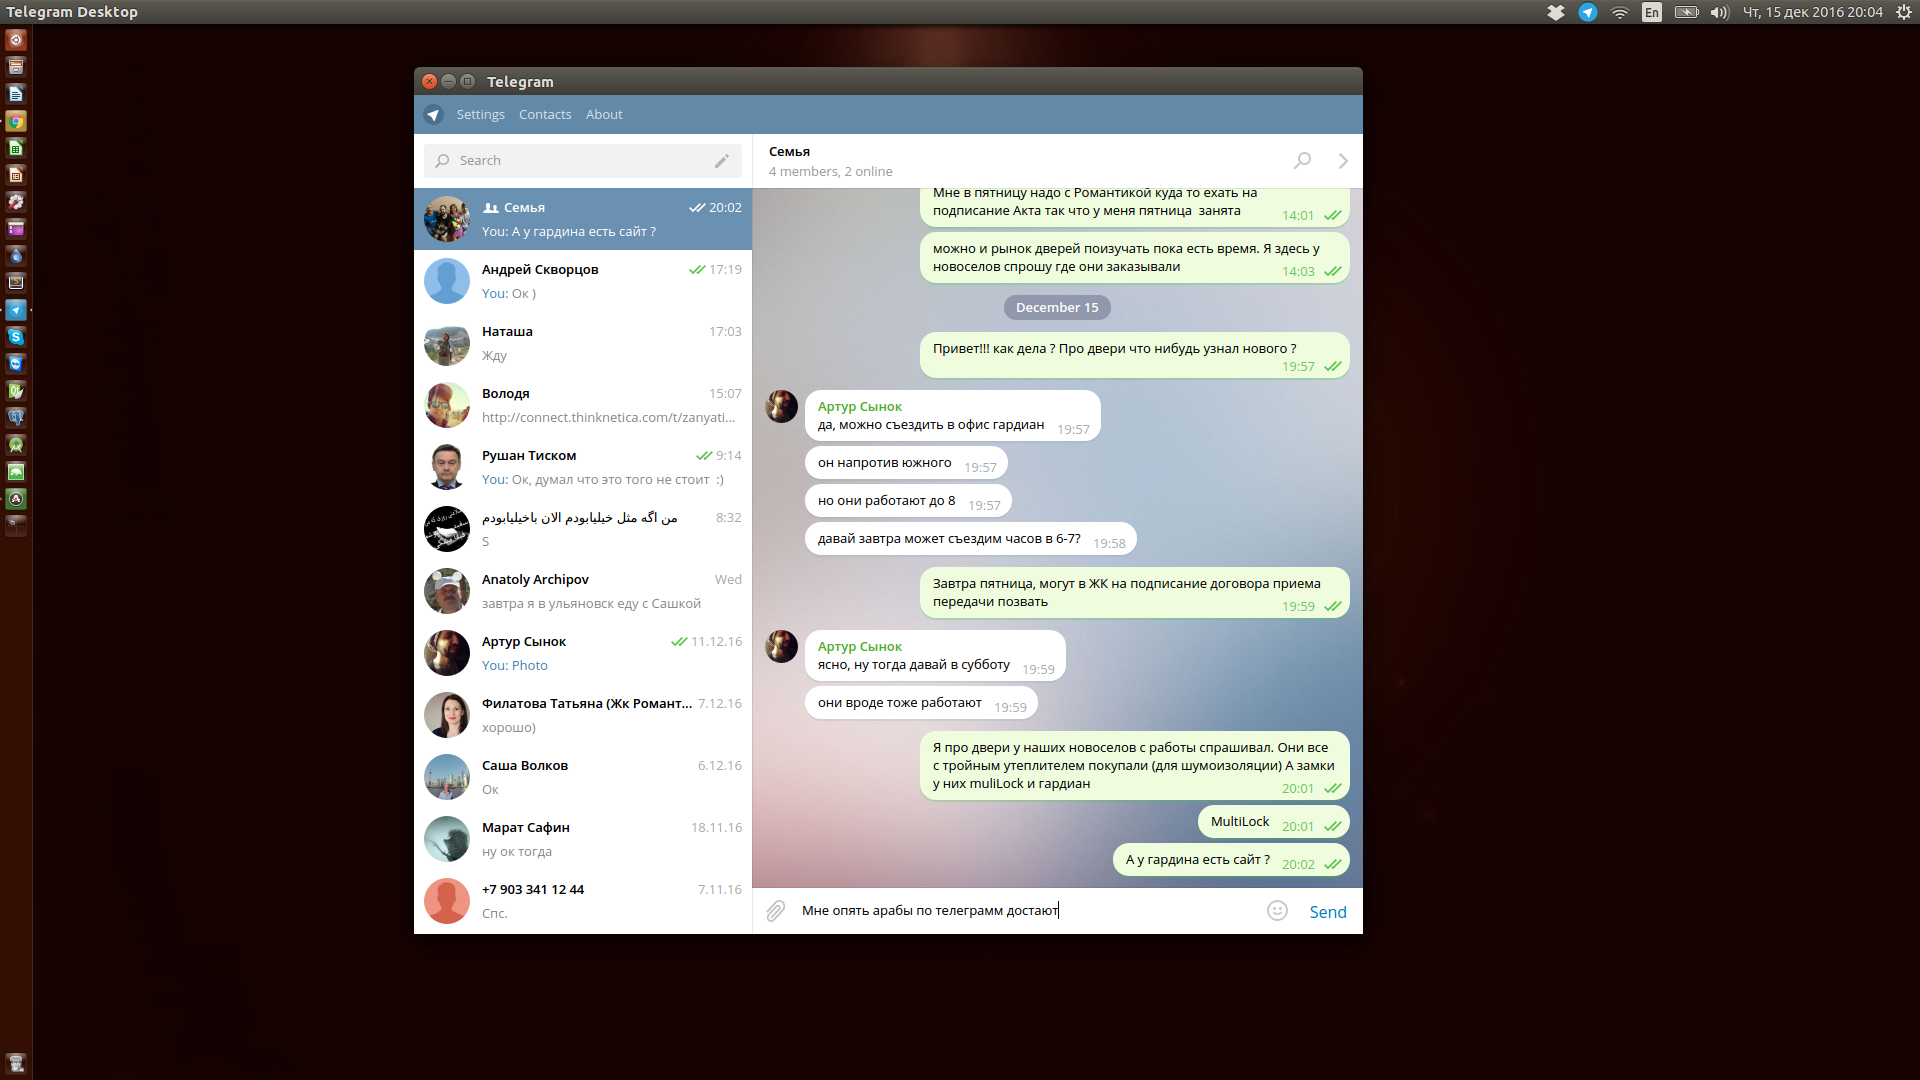 Telegram Desktop
En
Чт, 15 дек 2016 20:04
Telegram
Settings
Contacts
About
Search
Семья
20:02
You: А у гардина есть сайт ?
Андрей Скворцов
17:19
You: Ок )
Наташа
17:03
Жду
Володя
15:07
http://connect.thinknetica.com/t/zanyati...
Рушан Тиском
9:14
You: Ок, думал что это того не стоит :)
من اگه مثل خیلیابودم الان باخیلیابودم
8:32
S
Anatoly Archipov
Wed
завтра я в ульяновск еду с Сашкой
Артур Сынок
11.12.16
You: Photo
Филатова Татьяна (Жк Романт...
7.12.16
хорошо)
Саша Волков
6.12.16
Ок
Марат Сафин
18.11.16
ну ок тогда
+7 903 341 12 44
7.11.16
Спс.
Семья
4 members, 2 online
Мне в пятницу надо с Романтикой куда то ехать на
подписание Акта так что у меня пятница занята
14:01
можно и рынок дверей поизучать пока есть время. Я здесь у
новоселов спрошу где они заказывали
14:03
December 15
Привет!!! как дела ? Про двери что нибудь узнал нового ?
19:57
Артур Сынок
да, можно съездить в офис гардиан
19:57
он напротив южного
19:57
но они работают до 8
19:57
давай завтра может съездим часов в 6-7?
19:58
Завтра пятница, могут в ЖК на подписание договора приема
передачи позвать
19:59
Артур Сынок
ясно, ну тогда давай в субботу
19:59
они вроде тоже работают
19:59
Я про двери у наших новоселов с работы спрашивал. Они все
с тройным утеплителем покупали (для шумоизоляции) А замки
у них muliLock и гардиан
20:01
MultiLock
20:01
А у гардина есть сайт ?
20:02
Мне опять арабы по телеграмм достают
Send